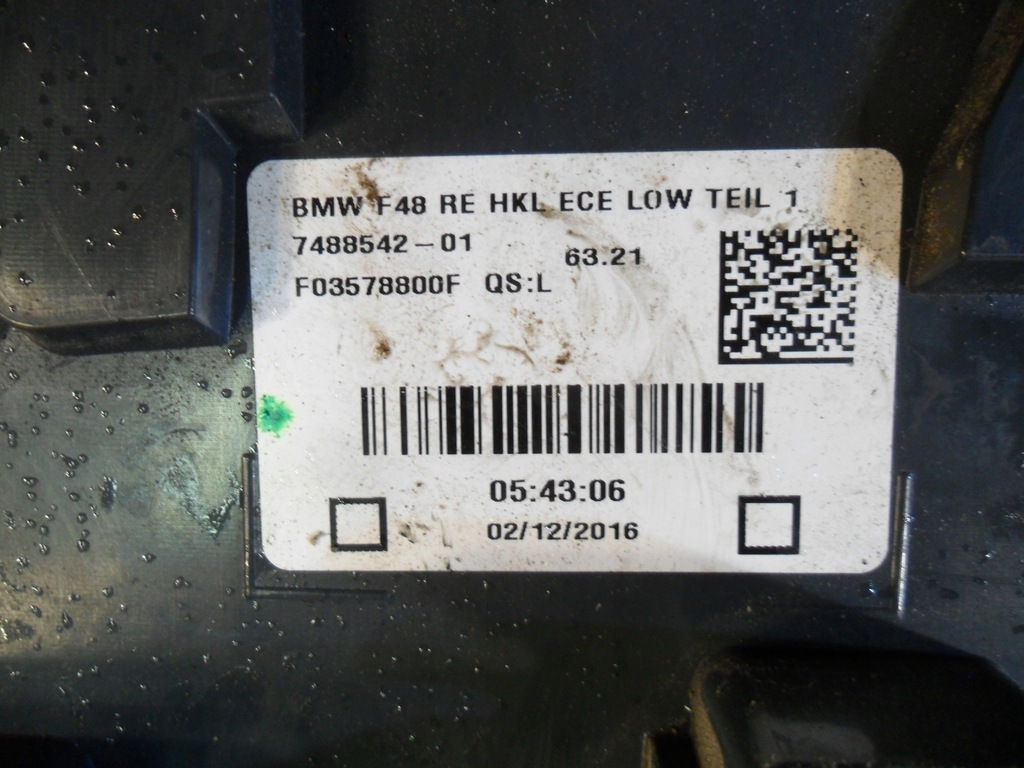 BMW F48 RE HKL ECE LOW TEIL 1
7488542-01 63.21
F03578800F QS:L
05:43:06
02/12/2016